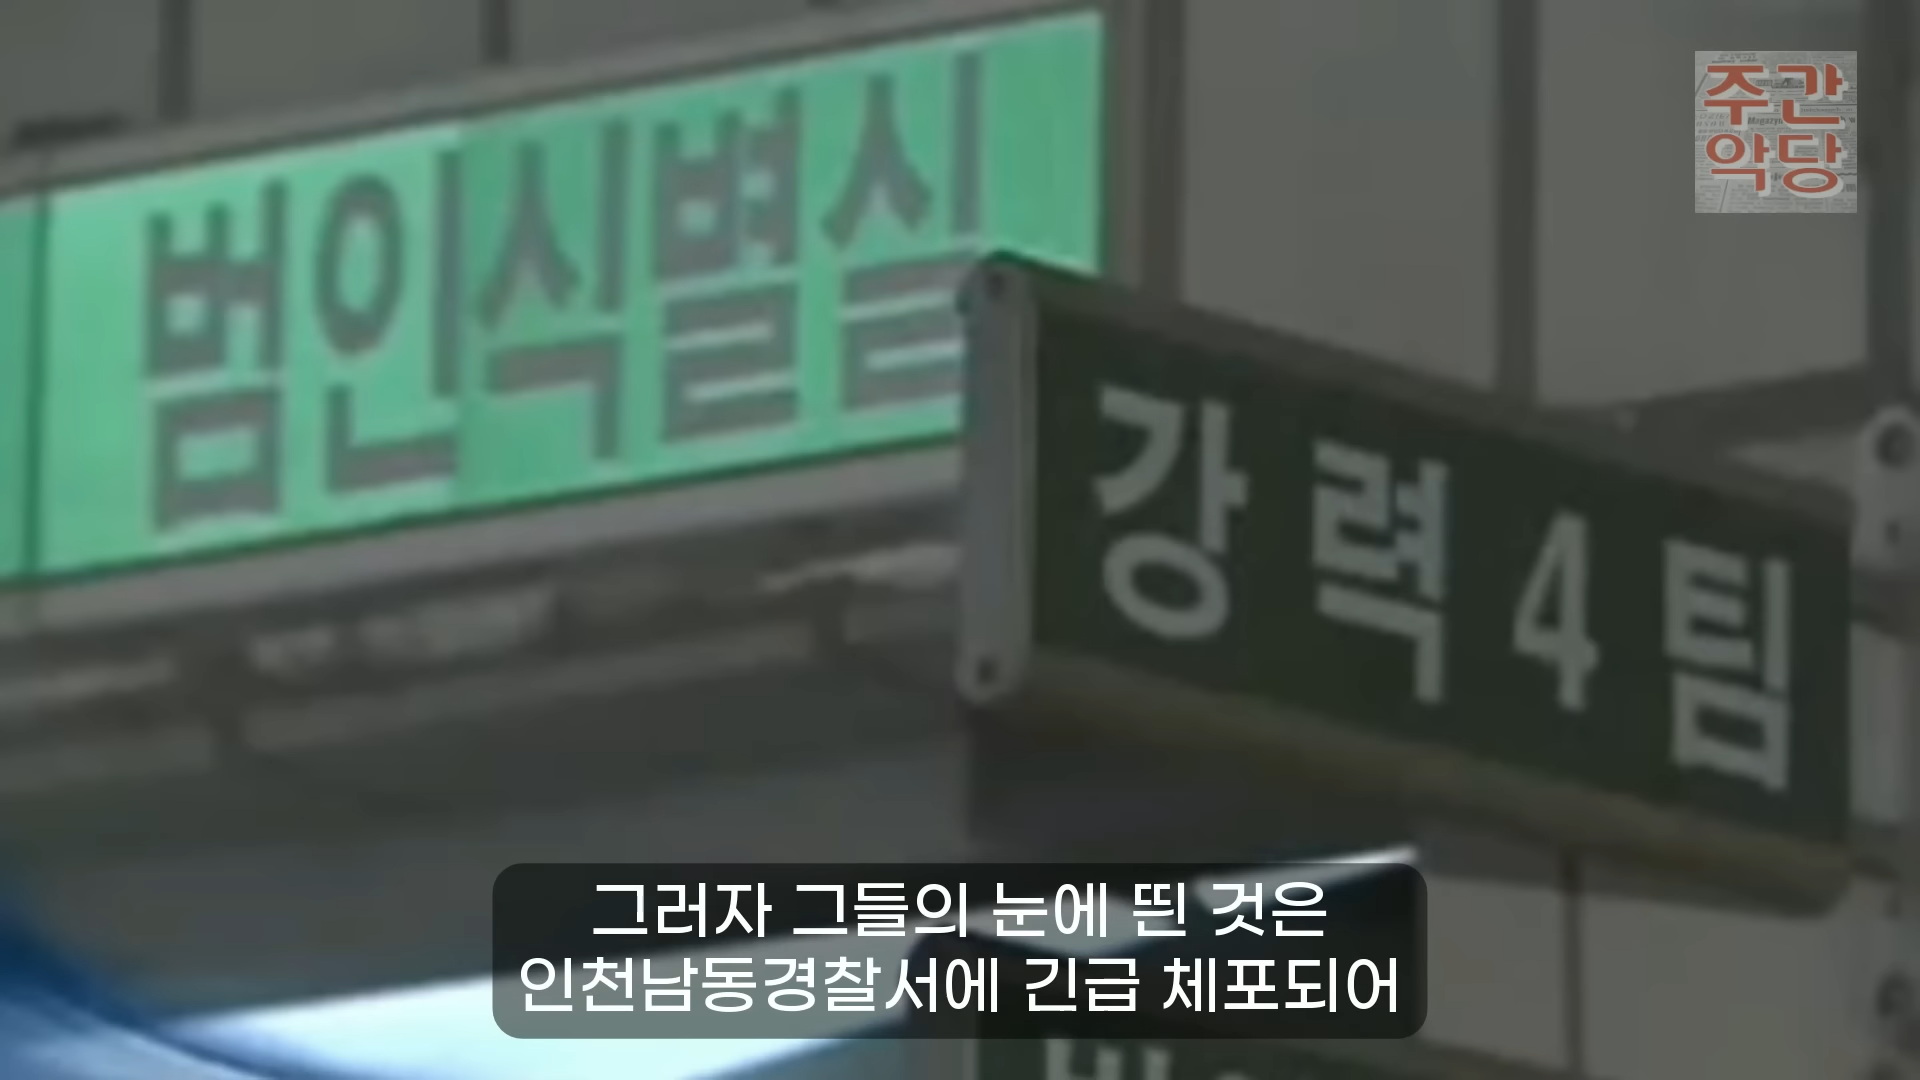 주간
악당
범인식별실
강력4팀
그러자 그들의 눈에 띈 것은
인천남동경찰서에 긴급 체포되어